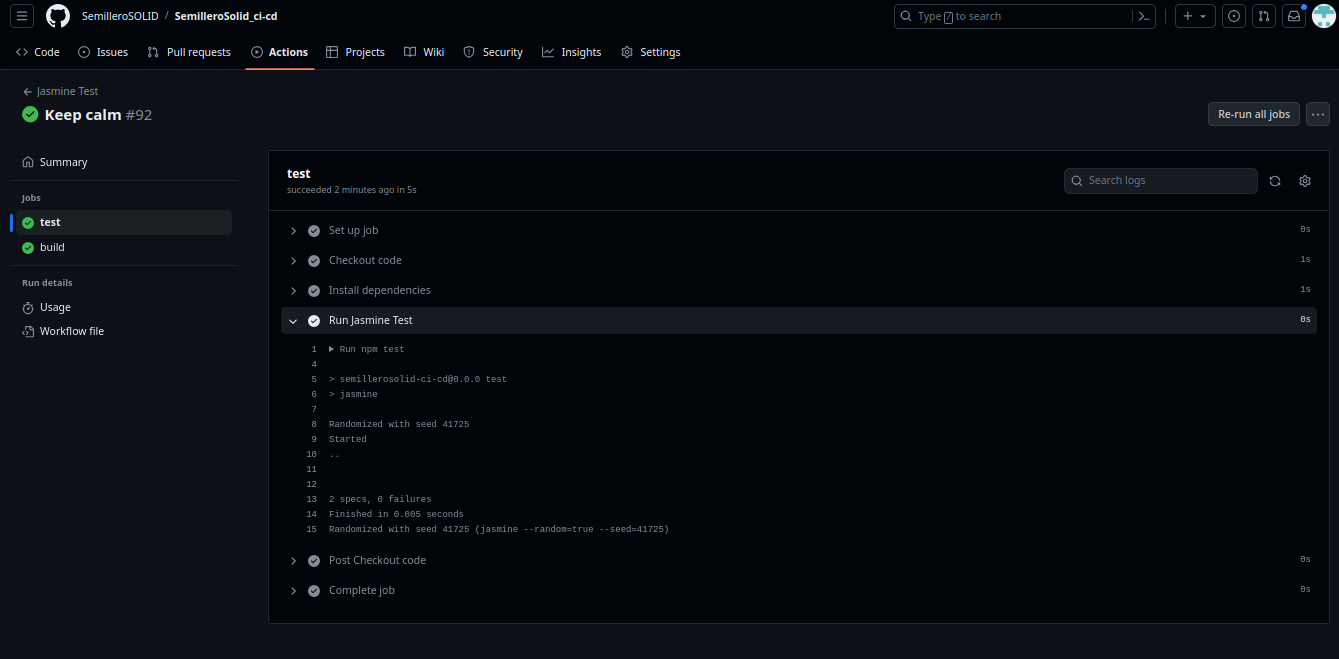 SemilleroSOLID / SemilleroSolid_ci-cd
Type / to search
Code Issues Pull requests Actions Projects Wiki Security Insights Settings
Jasmine Test
Keep calm #92
Re-run all jobs
Summary
Jobs
test
build
Run details
Usage
Workflow file
test
succeeded 2 minutes ago in 5s
Search logs
Set up job 0s
Checkout code 1s
Install dependencies 1s
Run Jasmine Test 0s
1 Run npm test
4
5 > semillerosolid-ci-cd@0.0.0 test
6 > jasmine
7
8 Randomized with seed 41725
9 Started
10 ..
11
12
13 2 specs, 0 failures
14 Finished in 0.005 seconds
15 Randomized with seed 41725 (jasmine --random=true --seed=41725)
Post Checkout code 0s
Complete job 0s